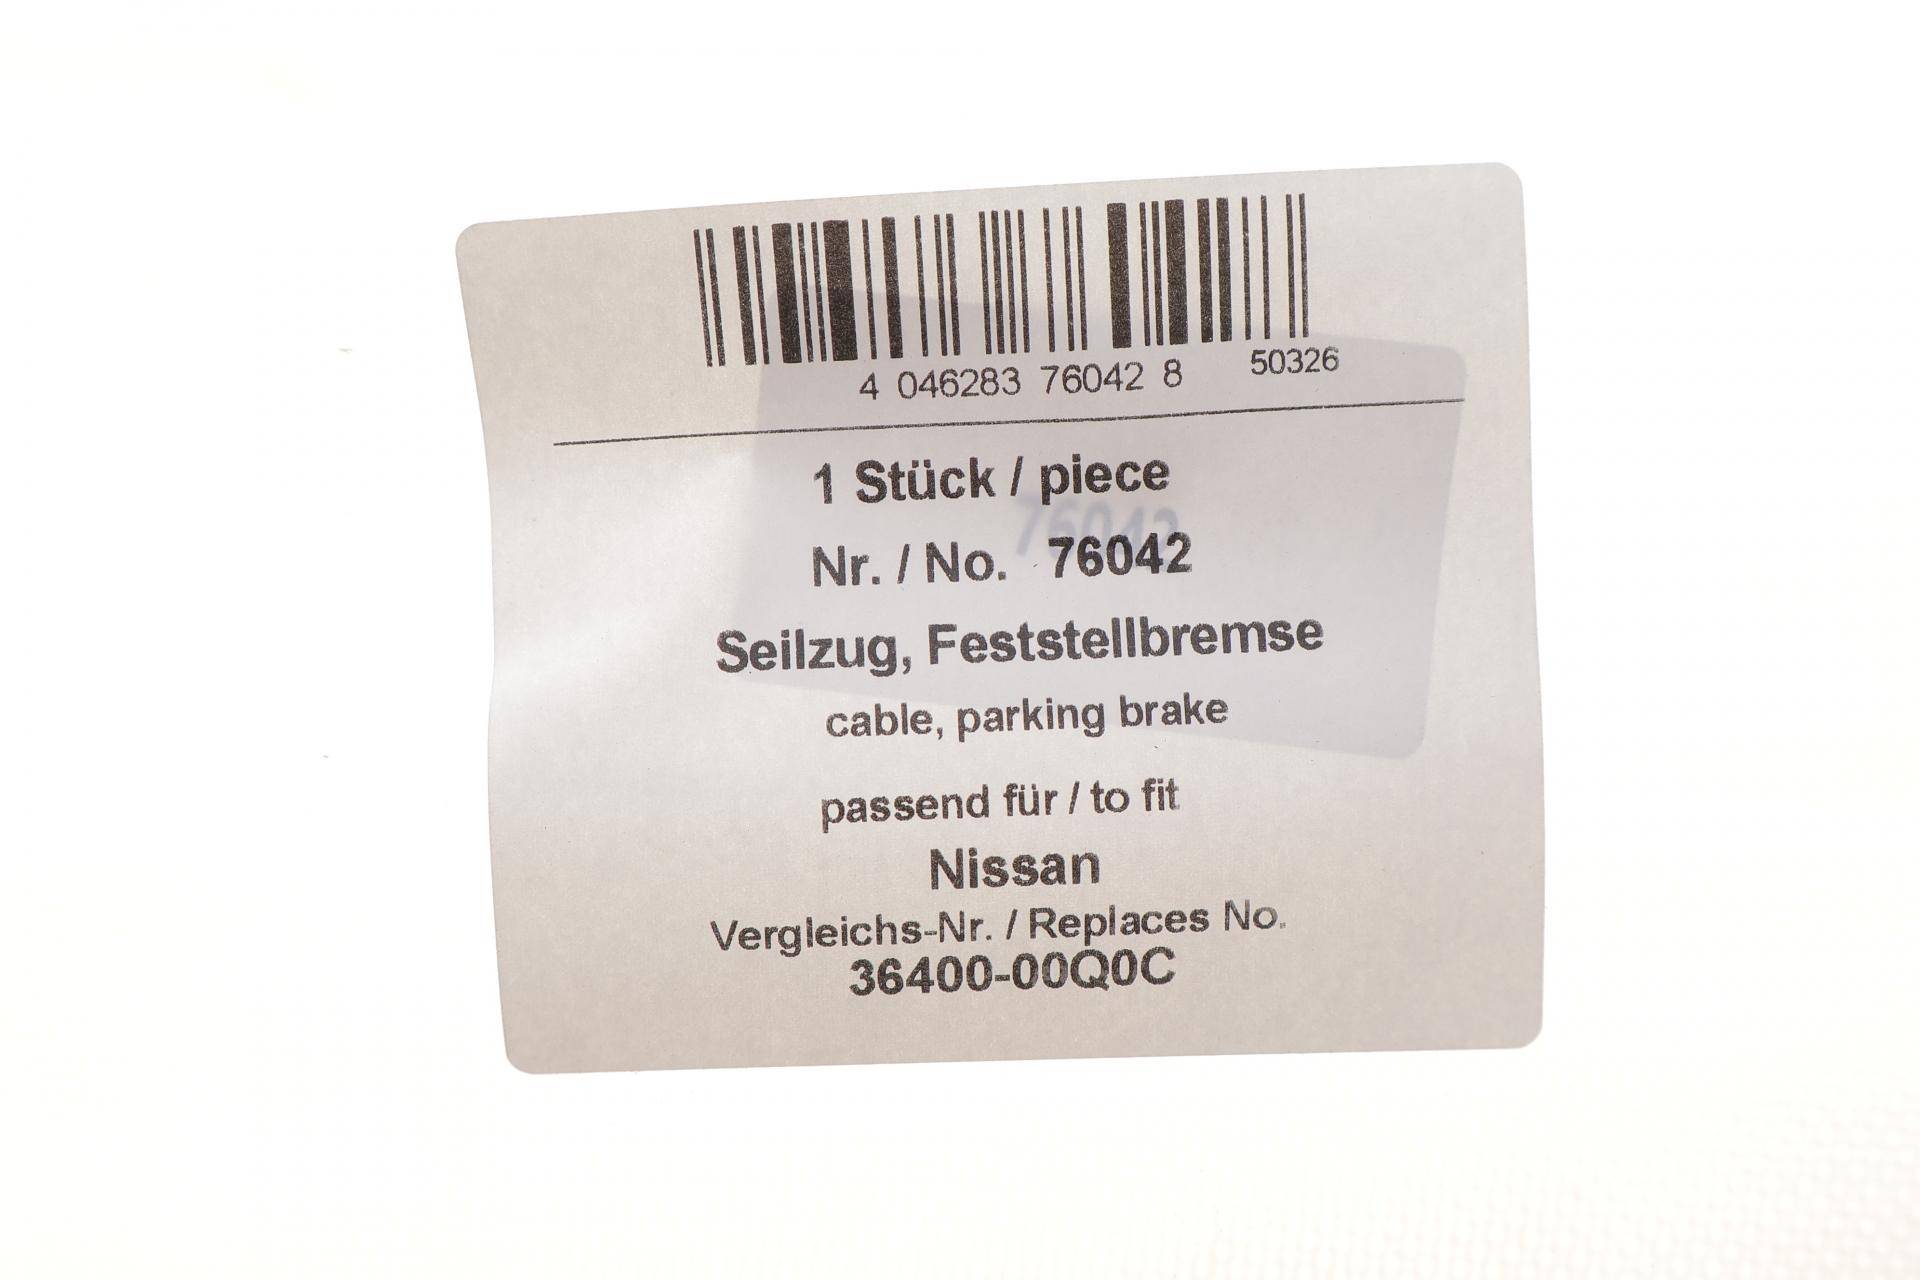 4 046283 76042 8 50326
1 Stück / piece
76042
Nr. / No. 76042
Seilzug, Feststellbremse
cable, parking brake
passend für / to fit
Nissan
Vergleichs-Nr. / Replaces No.
36400-00Q0C